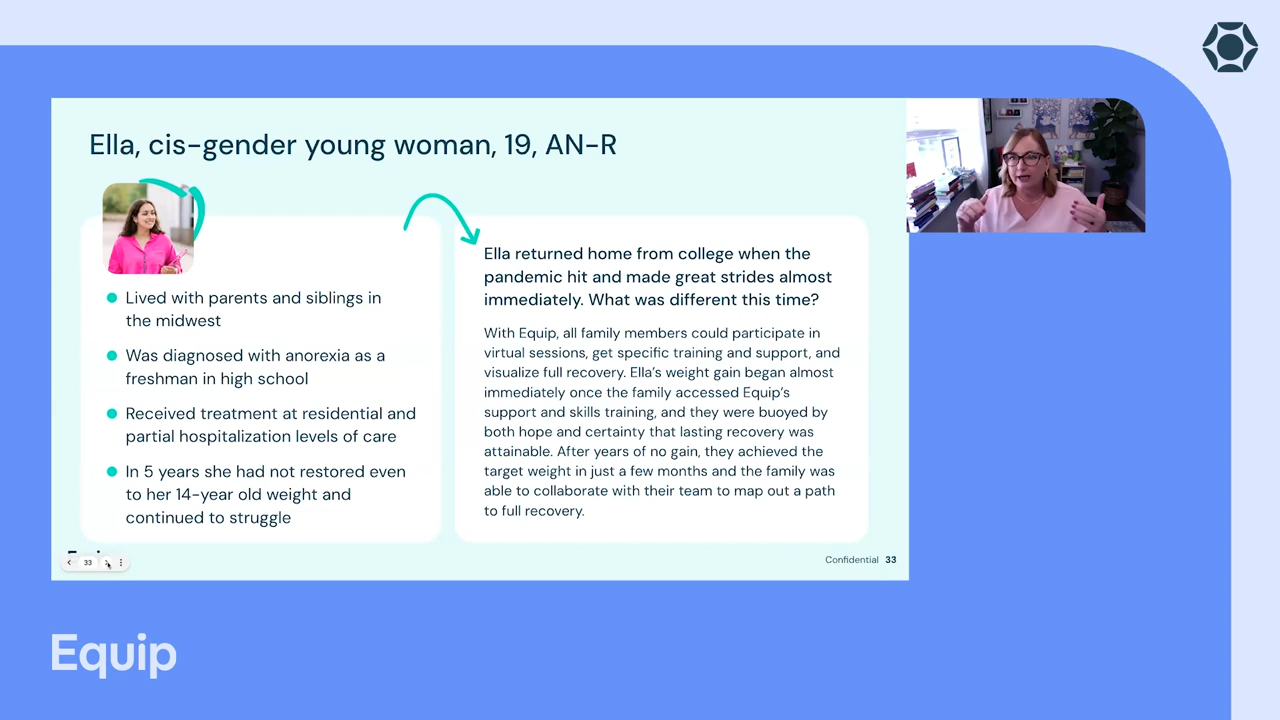 Ella, cis-gender young woman, 19, AN-R
Lived with parents and siblings in
the midwest
Was diagnosed with anorexia as a
freshman in high school
Received treatment at residential and
partial hospitalization levels of care
In 5 years she had not restored even
to her 14-year old weight and
continued to struggle
Ella returned home from college when the
pandemic hit and made great strides almost
immediately. What was different this time?
With Equip, all family members could participate in
virtual sessions, get specific training and support, and
visualize full recovery. Ella's weight gain began almost
immediately once the family accessed Equip's
support and skills training, and they were buoyed by
both hope and certainty that lasting recovery was
attainable. After years of no gain, they achieved the
target weight in just a few months and the family was
able to collaborate with their team to map out a path
to full recovery.
33
Confidential 33
Equip